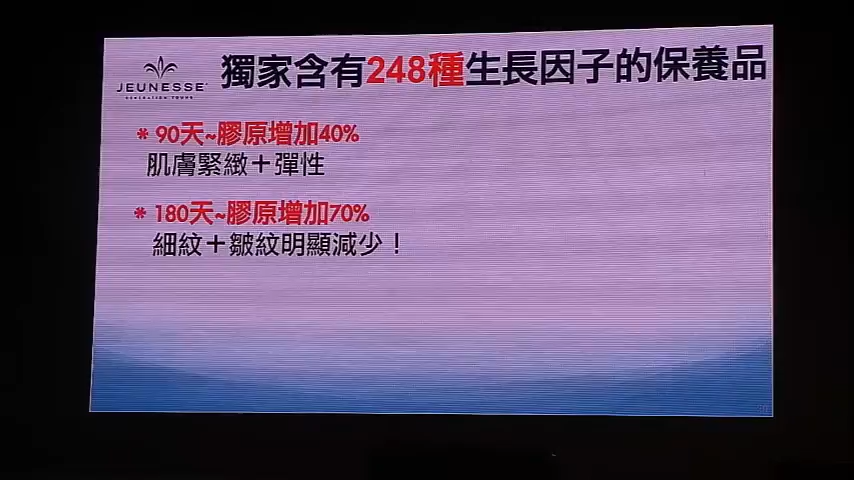 JEUNESSE
GENERATION YOUNG
獨家含有248種生長因子的保養品
* 90天~膠原增加40%
肌膚緊緻＋彈性
* 180天~膠原增加70%
細紋＋皺紋明顯減少！